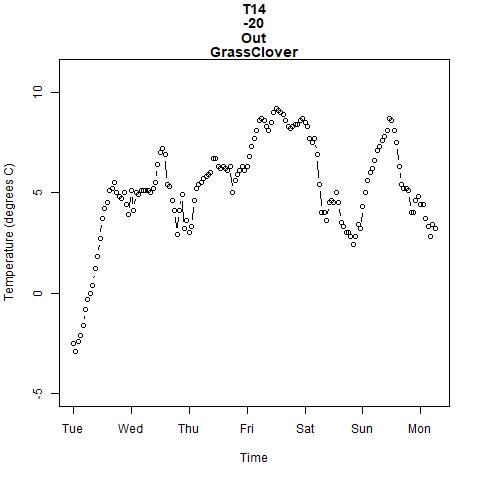 T14
-20
Out
GrassClover
Temperature (degrees C)
10
5
0
-5
Tue Wed Thu Fri Sat Sun Mon
Time